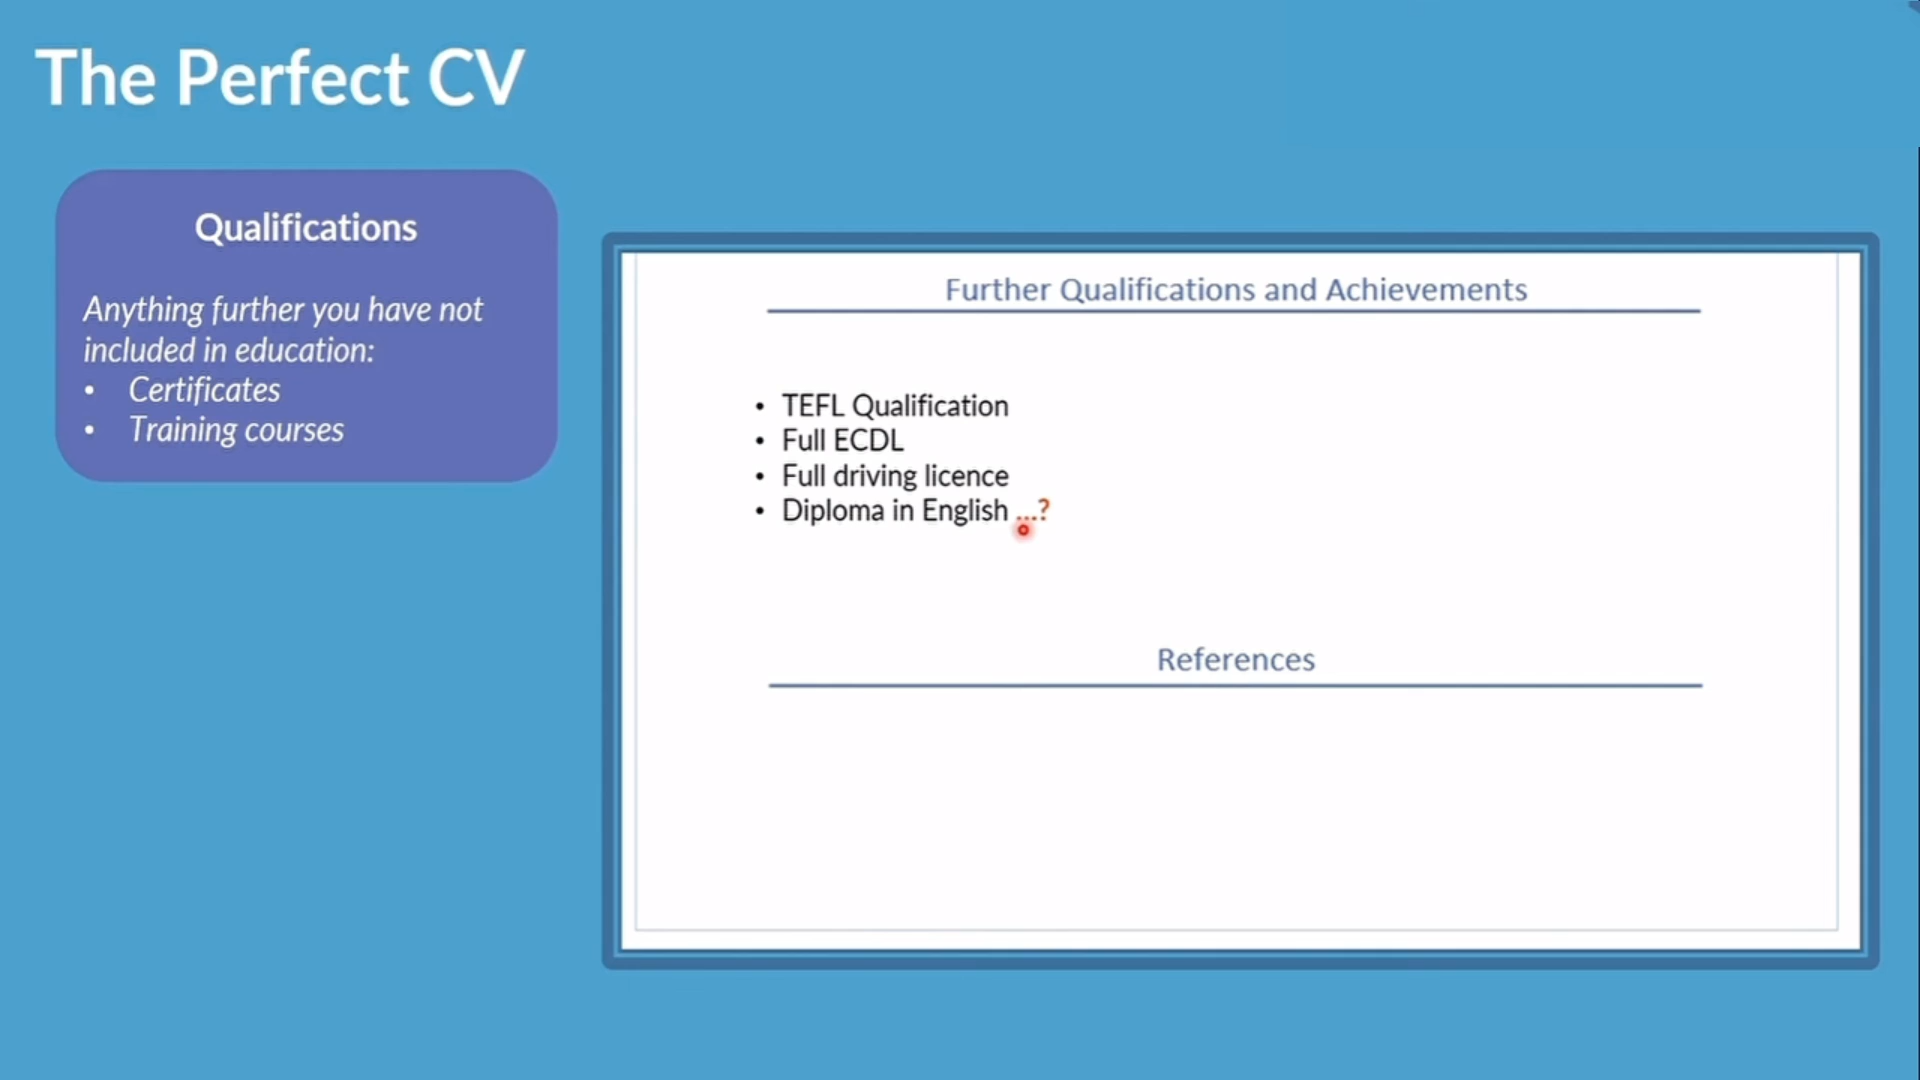 The Perfect CV
Qualifications
Anything further you have not
included in education:
• Certificates
• Training courses
Further Qualifications and Achievements
• TEFL Qualification
• Full ECDL
• Full driving licence
• Diploma in English ...?
References